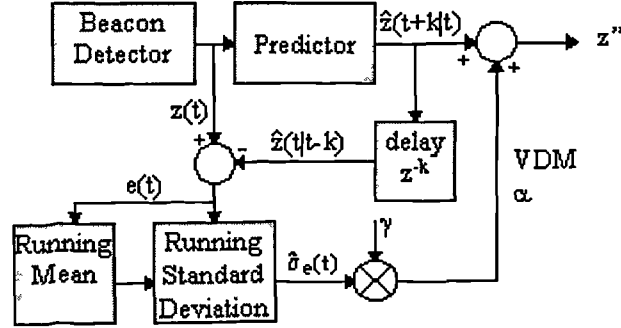 Beacon
Detector
Predictor
ẑ(t+k|t)
z"
+
+
z(t)
+
-
ẑ(t|t-k)
delay
z^-k
VDM
α
e(t)
Running
Mean
Running
Standard
Deviation
σ̂e(t)
γ